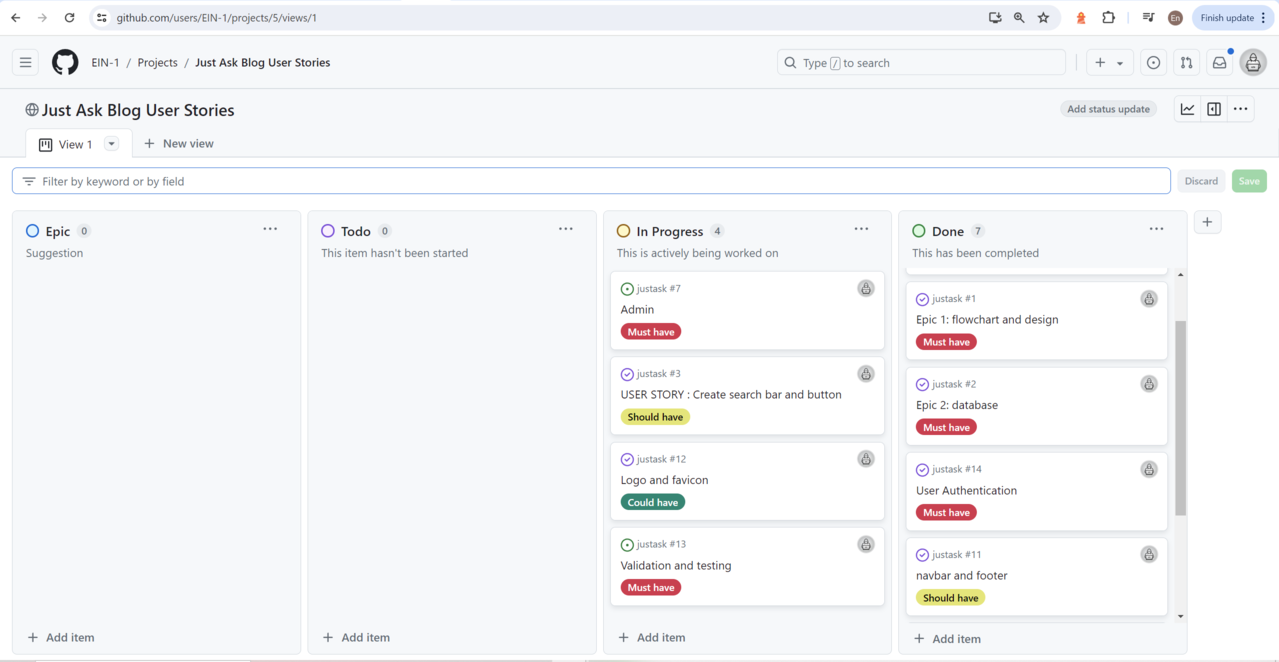 github.com/users/EIN-1/projects/5/views/1
En
Finish update
EIN-1 / Projects / Just Ask Blog User Stories
Type / to search
Just Ask Blog User Stories
Add status update
View 1
New view
Filter by keyword or by field
Discard
Save
Epic 0
Suggestion
Add item
Todo 0
This item hasn't been started
Add item
In Progress 4
This is actively being worked on
justask #7
Admin
Must have
justask #3
USER STORY : Create search bar and button
Should have
justask #12
Logo and favicon
Could have
justask #13
Validation and testing
Must have
Add item
Done 7
This has been completed
justask #1
Epic 1: flowchart and design
Must have
justask #2
Epic 2: database
Must have
justask #14
User Authentication
Must have
justask #11
navbar and footer
Should have
Add item